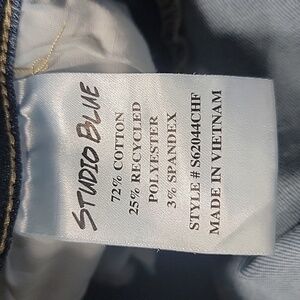 STUDIO BLUE
72% COTTON
25% RECYCLED
POLYESTER
3% SPANDEX
STYLE # S62044CHF
MADE IN VIETNAM